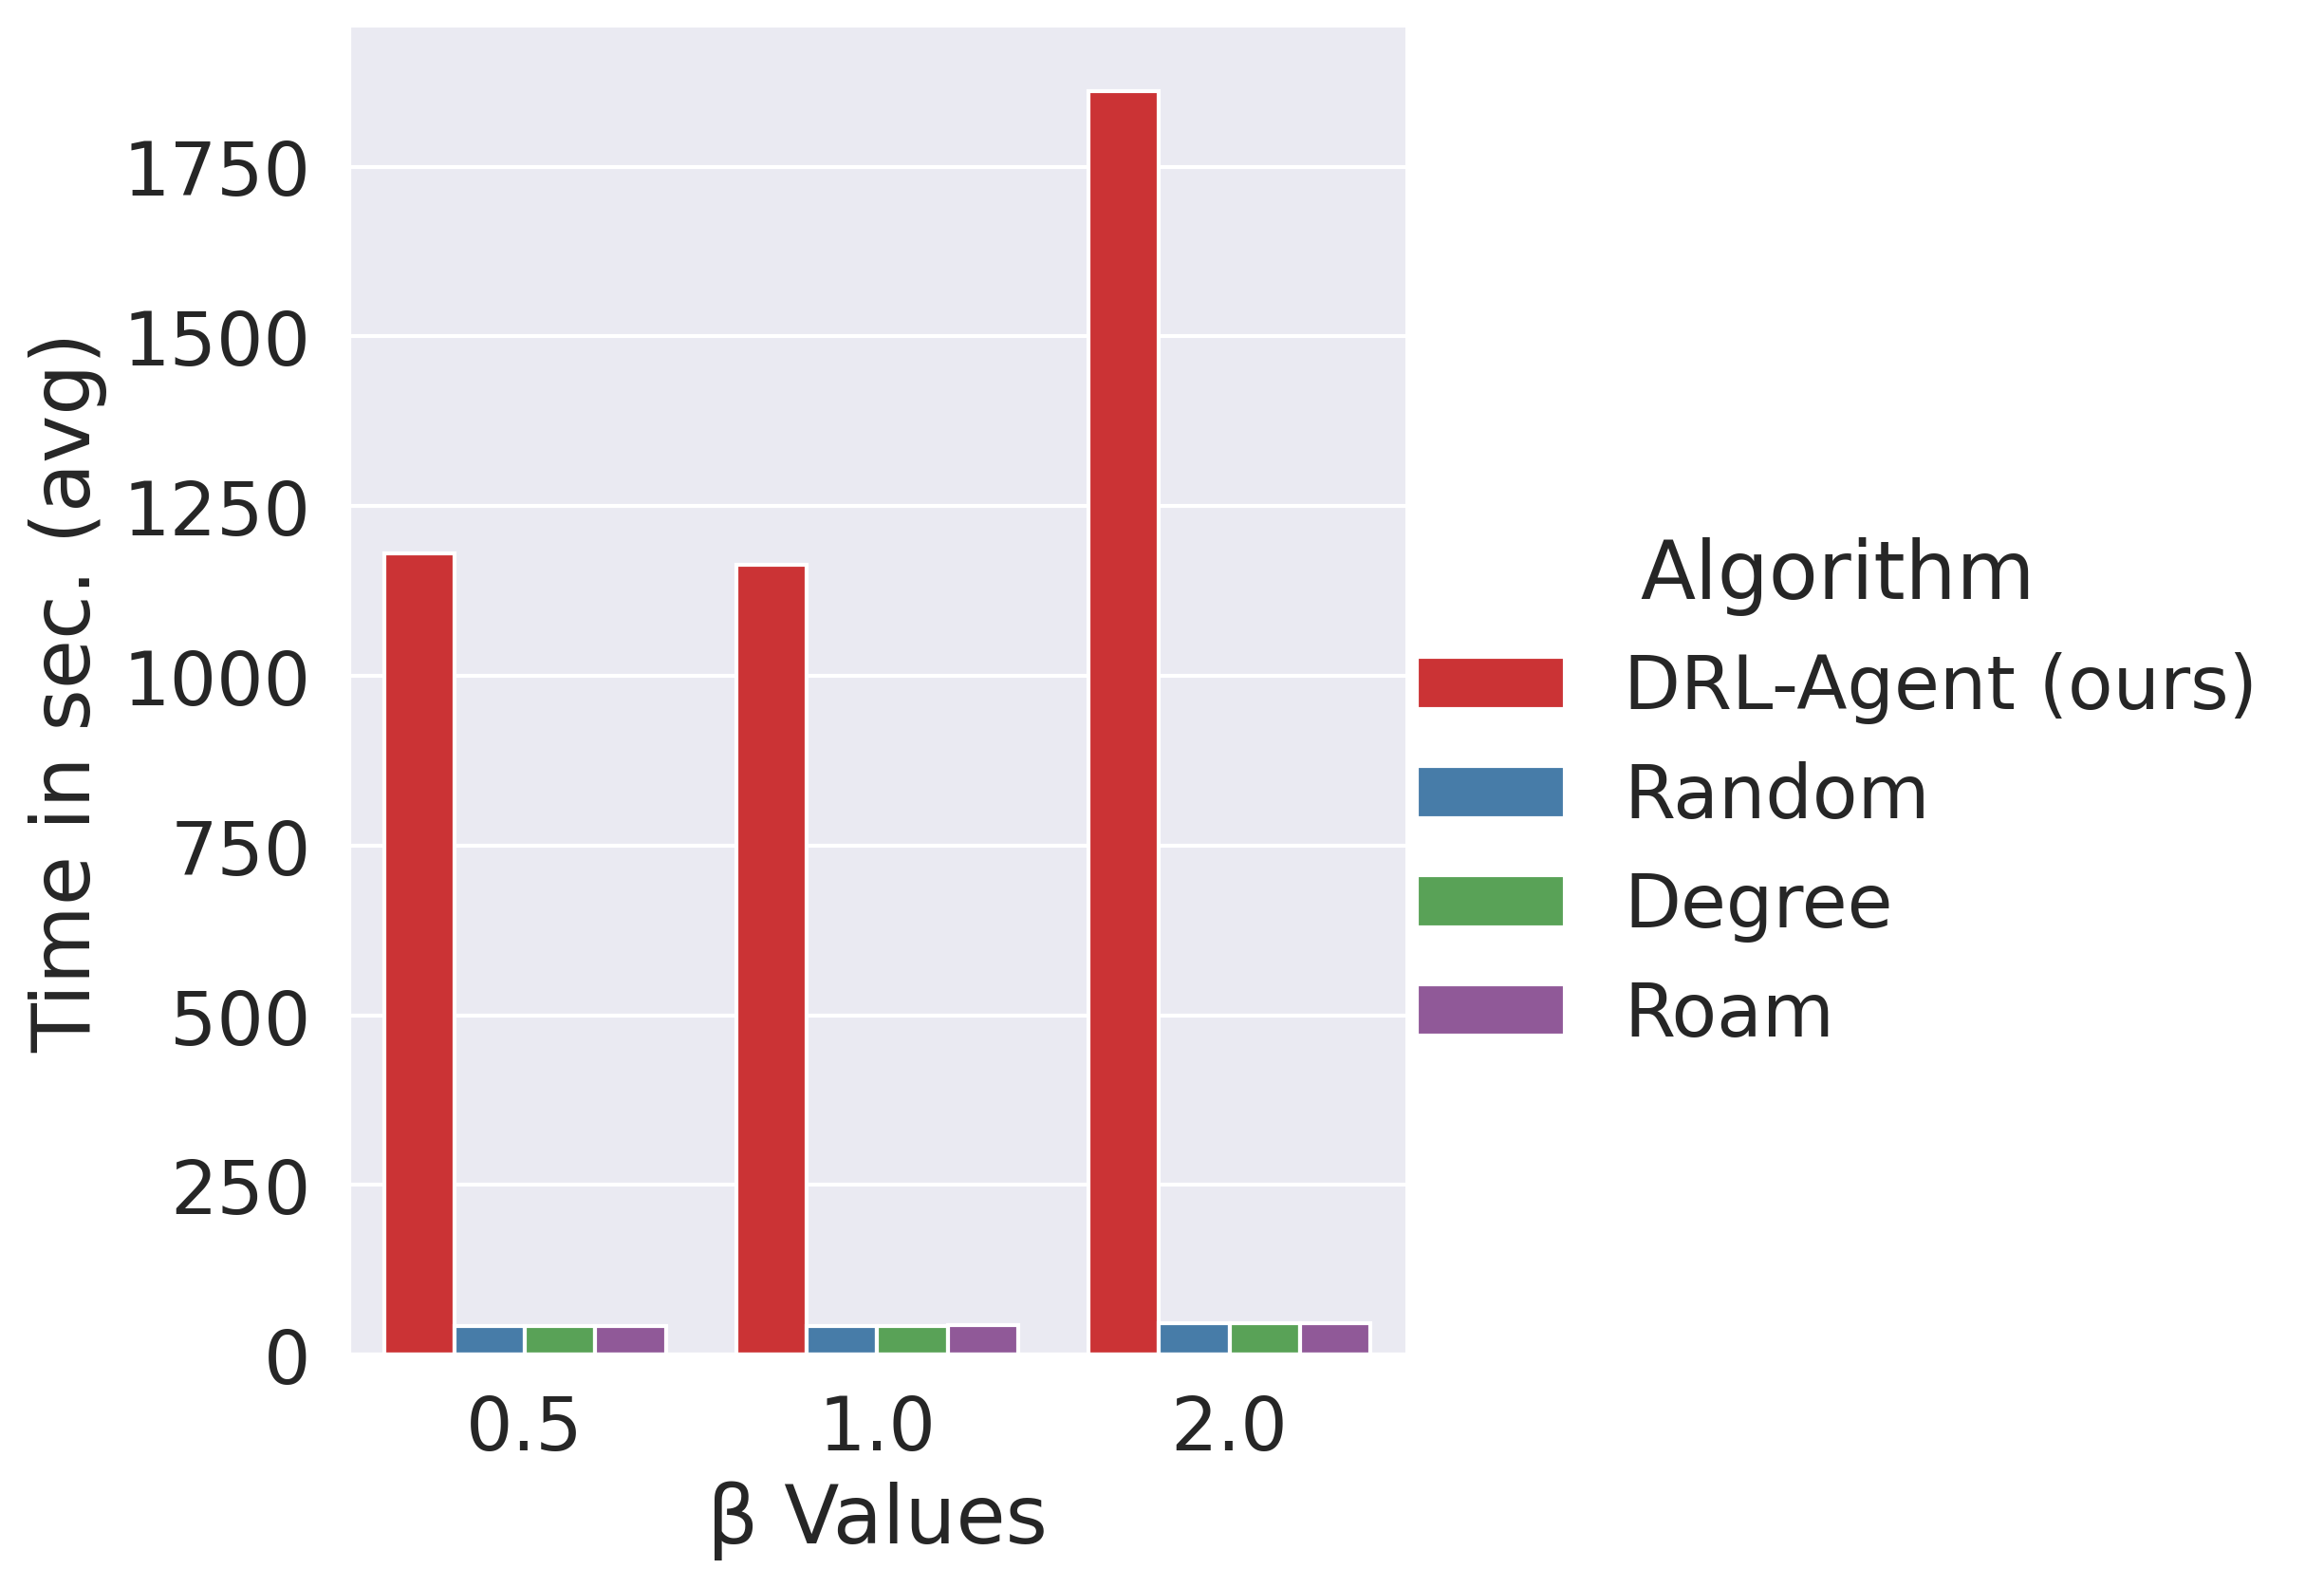 Time in sec. (avg)
1750
1500
1250
1000
750
500
250
0
0.5 1.0 2.0
β Values
Algorithm
DRL-Agent (ours)
Random
Degree
Roam